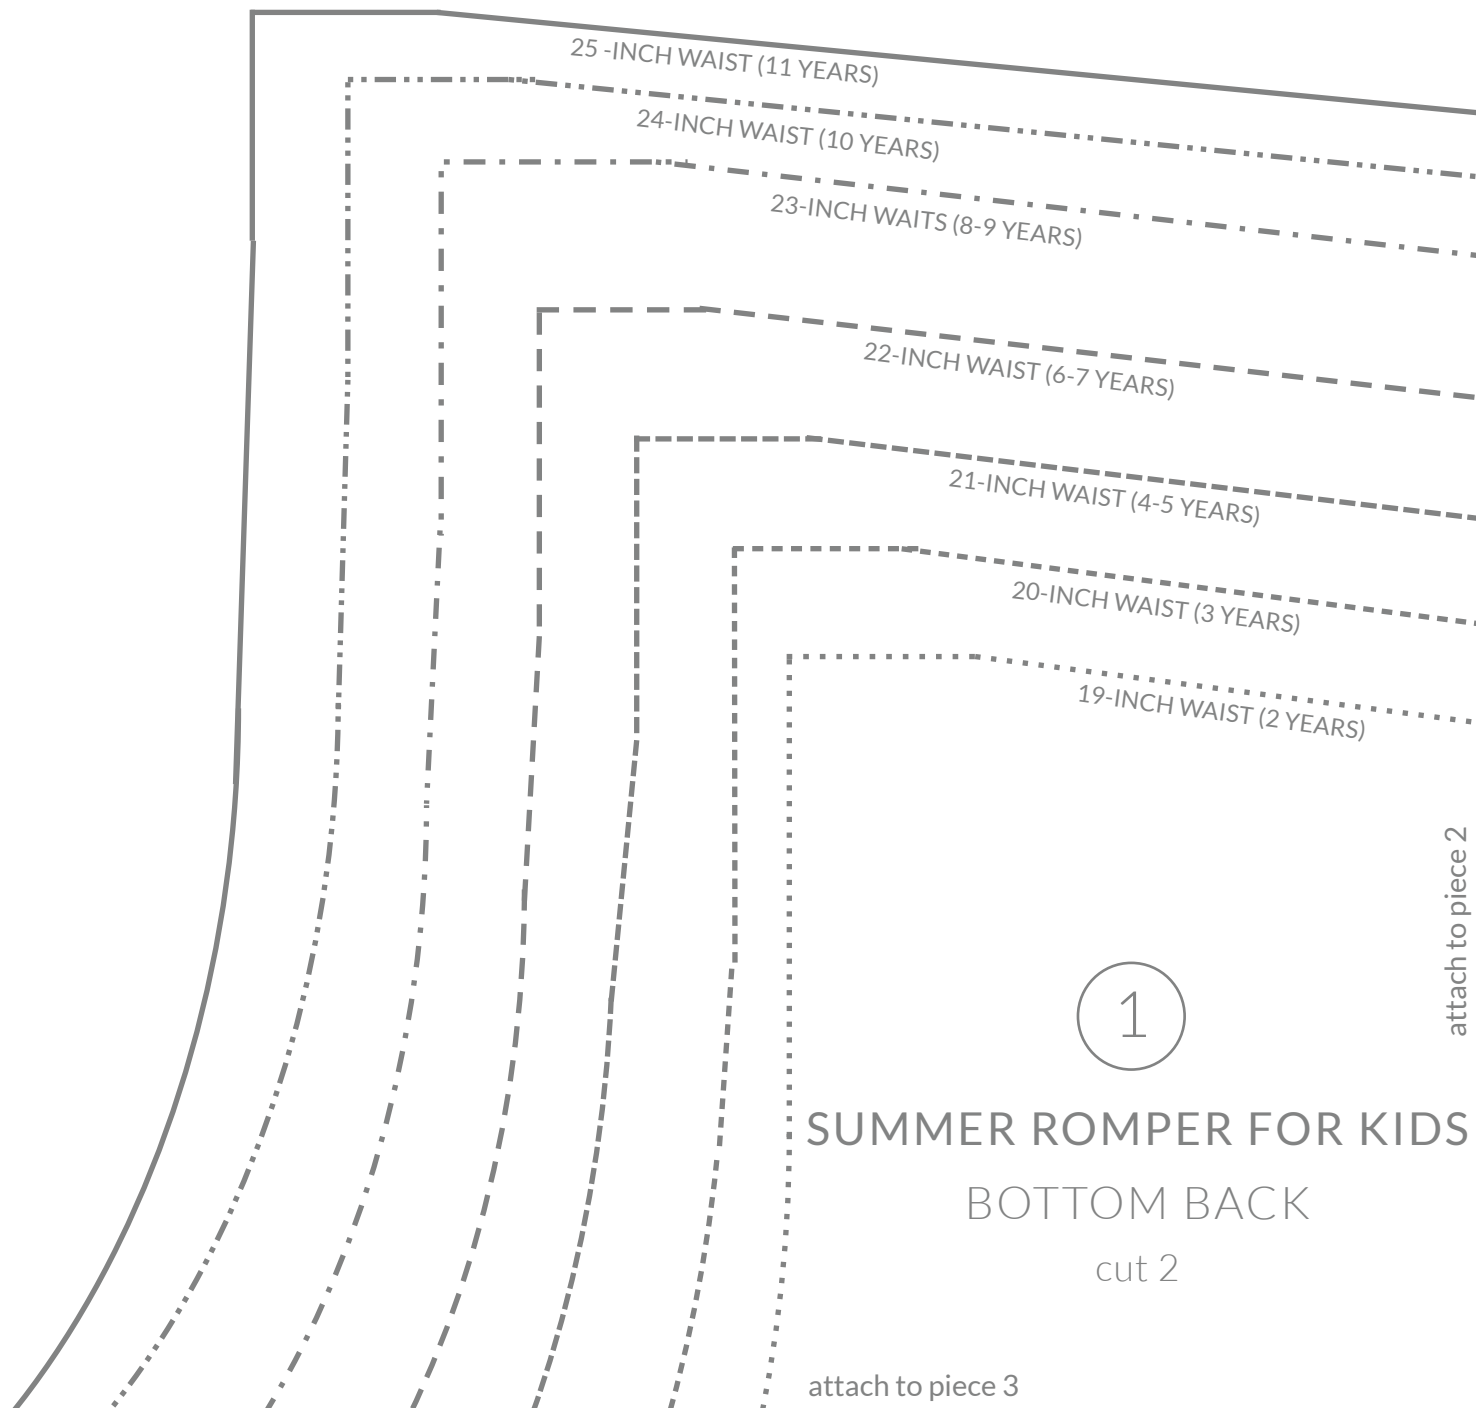 25 -INCH WAIST (11 YEARS)
24-INCH WAIST (10 YEARS)
23-INCH WAITS (8-9 YEARS)
22-INCH WAIST (6-7 YEARS)
21-INCH WAIST (4-5 YEARS)
20-INCH WAIST (3 YEARS)
19-INCH WAIST (2 YEARS)
attach to piece 2
1
SUMMER ROMPER FOR KIDS
BOTTOM BACK
cut 2
attach to piece 3